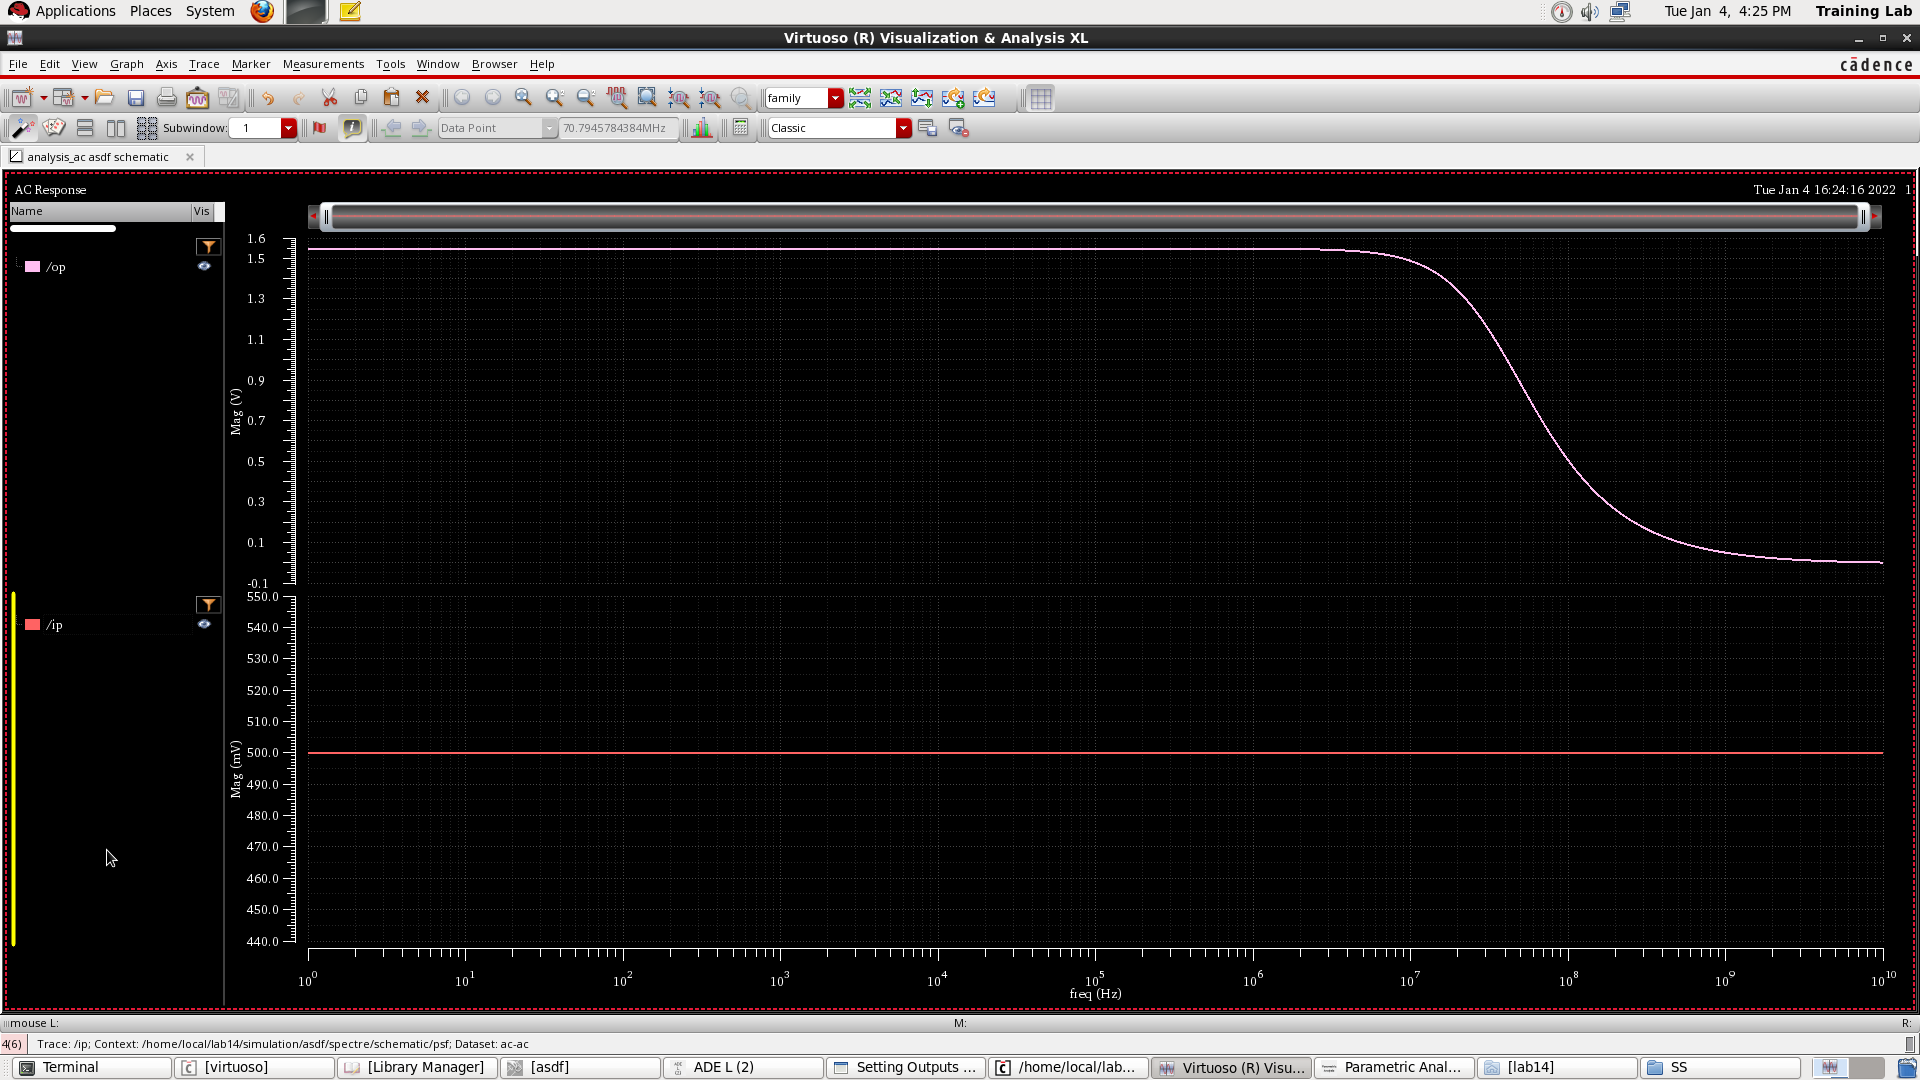 Applications Places System Tue Jan 4, 4:25 PM Training Lab
Virtuoso (R) Visualization & Analysis XL
File Edit View Graph Axis Trace Marker Measurements Tools Window Browser Help cādence
family
Subwindow: 1 Data Point 70.7945784384MHz Classic
analysis_ac asdf schematic
AC Response Tue Jan 4 16:24:16 2022 1
Name Vis
/op
1.6
1.5
1.3
1.1
0.9
0.7
0.5
0.3
0.1
-0.1
Mag (V)
/ip
550.0
540.0
530.0
520.0
510.0
500.0
490.0
480.0
470.0
460.0
450.0
440.0
Mag (mV)
10^0 10^1 10^2 10^3 10^4 10^5 10^6 10^7 10^8 10^9 10^10
freq (Hz)
mouse L: M: R:
4(6) Trace: /ip; Context: /home/local/lab14/simulation/asdf/spectre/schematic/psf; Dataset: ac-ac
Terminal [virtuoso] [Library Manager] [asdf] ADE L (2) Setting Outputs ... /home/local/lab... Virtuoso (R) Visu... Parametric Anal... [lab14] SS